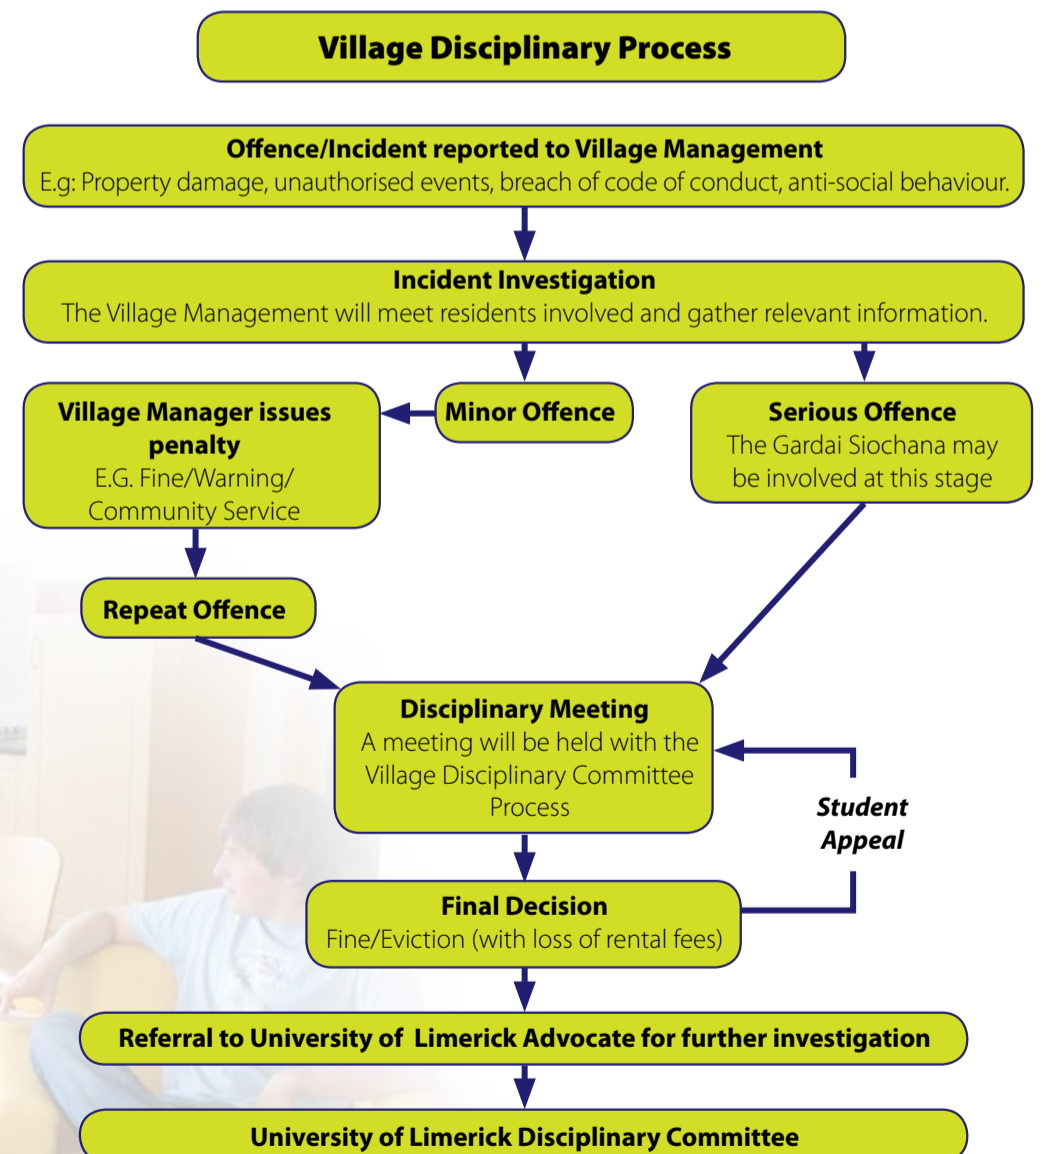 Village Disciplinary Process
Offence/Incident reported to Village Management
E.g: Property damage, unauthorised events, breach of code of conduct, anti-social behaviour.
Incident Investigation
The Village Management will meet residents involved and gather relevant information.
Village Manager issues
penalty
E.G. Fine/Warning/
Community Service
Minor Offence
Serious Offence
The Gardai Siochana may
be involved at this stage
Repeat Offence
Disciplinary Meeting
A meeting will be held with the
Village Disciplinary Committee
Process
Student
Appeal
Final Decision
Fine/Eviction (with loss of rental fees)
Referral to University of Limerick Advocate for further investigation
University of Limerick Disciplinary Committee